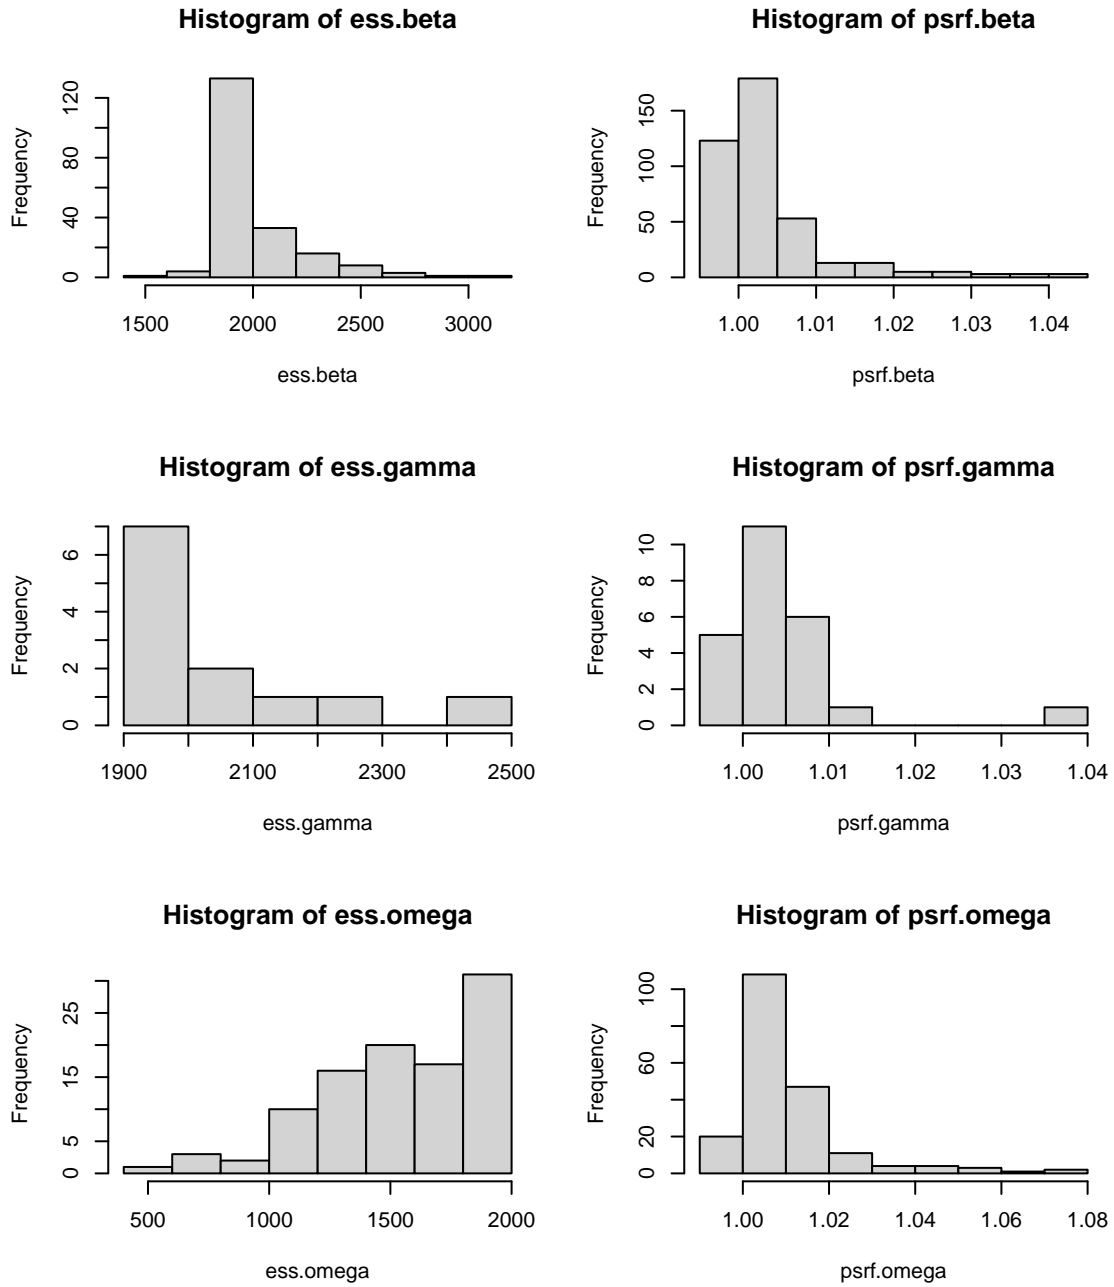 Histogram of ess.beta
Frequency
0 40 80 120
1500 2000 2500 3000
ess.beta
Histogram of psrf.beta
Frequency
0 50 100 150
1.00 1.01 1.02 1.03 1.04
psrf.beta
Histogram of ess.gamma
Frequency
0 2 4 6
1900 2100 2300 2500
ess.gamma
Histogram of psrf.gamma
Frequency
0 2 4 6 8 10
1.00 1.01 1.02 1.03 1.04
psrf.gamma
Histogram of ess.omega
Frequency
0 5 15 25
500 1000 1500 2000
ess.omega
Histogram of psrf.omega
Frequency
0 20 60 100
1.00 1.02 1.04 1.06 1.08
psrf.omega